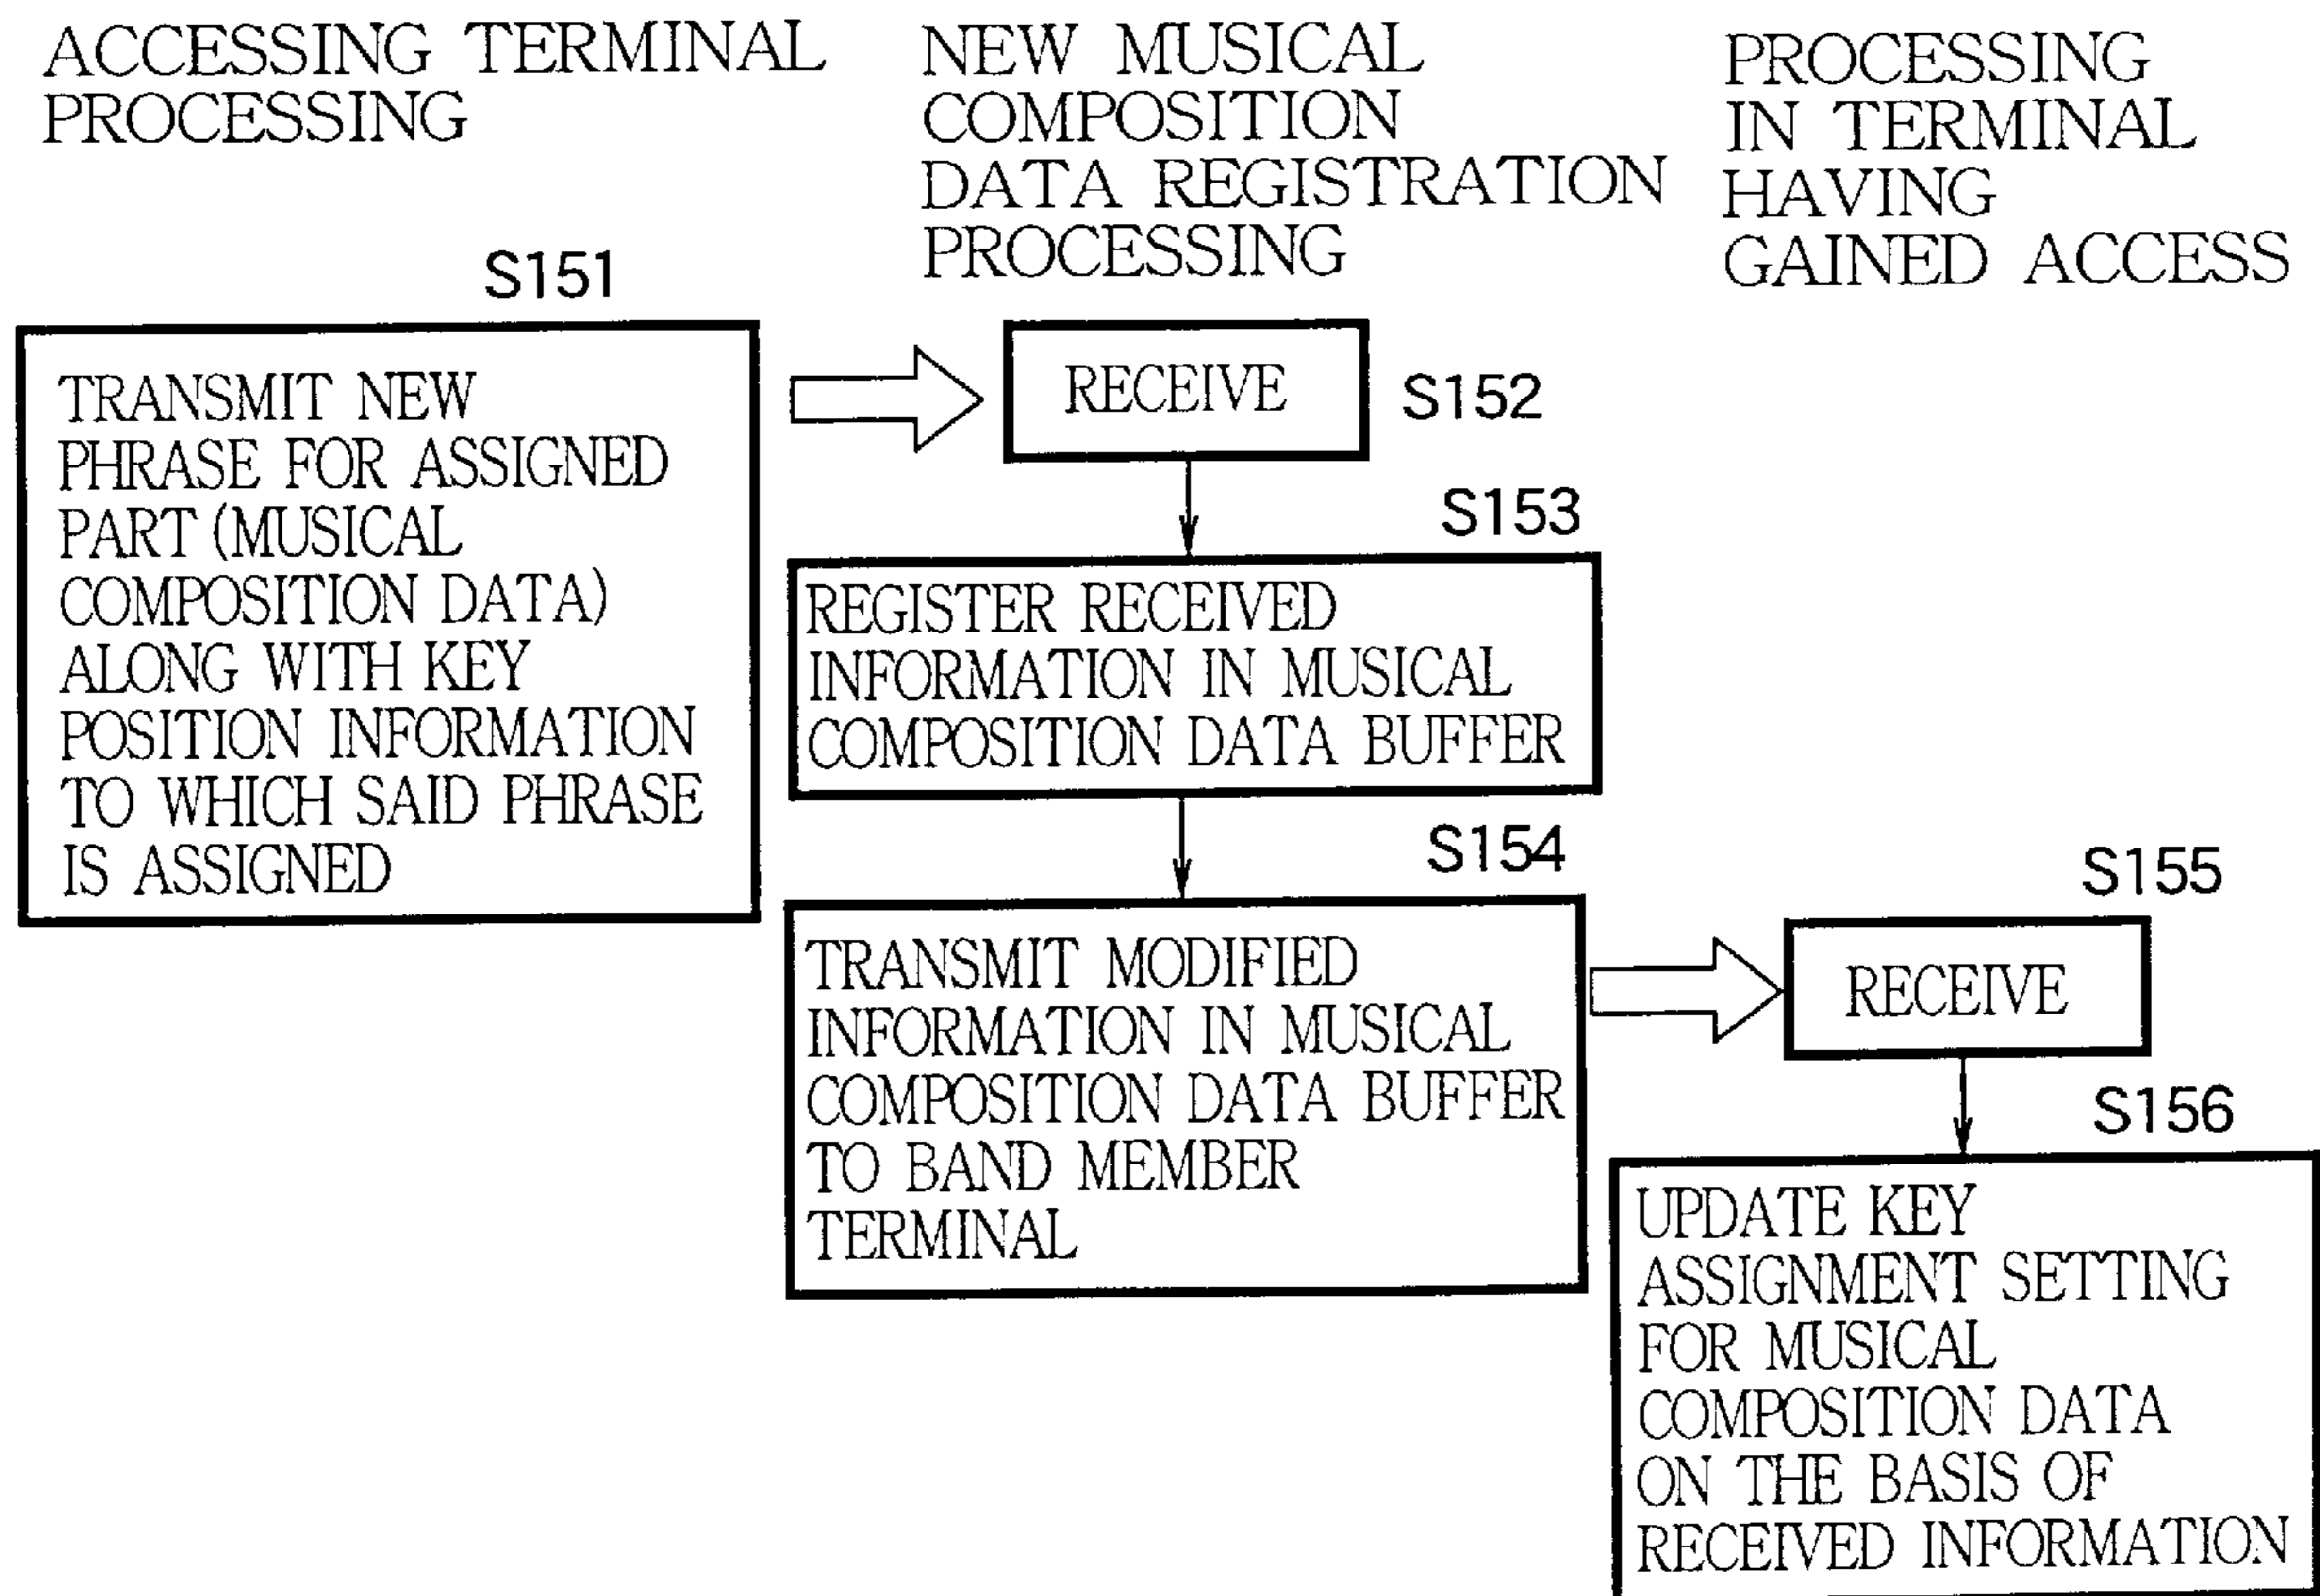 ACCESSING TERMINAL
PROCESSING
NEW MUSICAL
COMPOSITION
DATA REGISTRATION
PROCESSING
PROCESSING
IN TERMINAL
HAVING
GAINED ACCESS
S151
TRANSMIT NEW
PHRASE FOR ASSIGNED
PART (MUSICAL
COMPOSITION DATA)
ALONG WITH KEY
POSITION INFORMATION
TO WHICH SAID PHRASE
IS ASSIGNED
RECEIVE
S152
S153
REGISTER RECEIVED
INFORMATION IN MUSICAL
COMPOSITION DATA BUFFER
S154
TRANSMIT MODIFIED
INFORMATION IN MUSICAL
COMPOSITION DATA BUFFER
TO BAND MEMBER
TERMINAL
S155
RECEIVE
S156
UPDATE KEY
ASSIGNMENT SETTING
FOR MUSICAL
COMPOSITION DATA
ON THE BASIS OF
RECEIVED INFORMATION